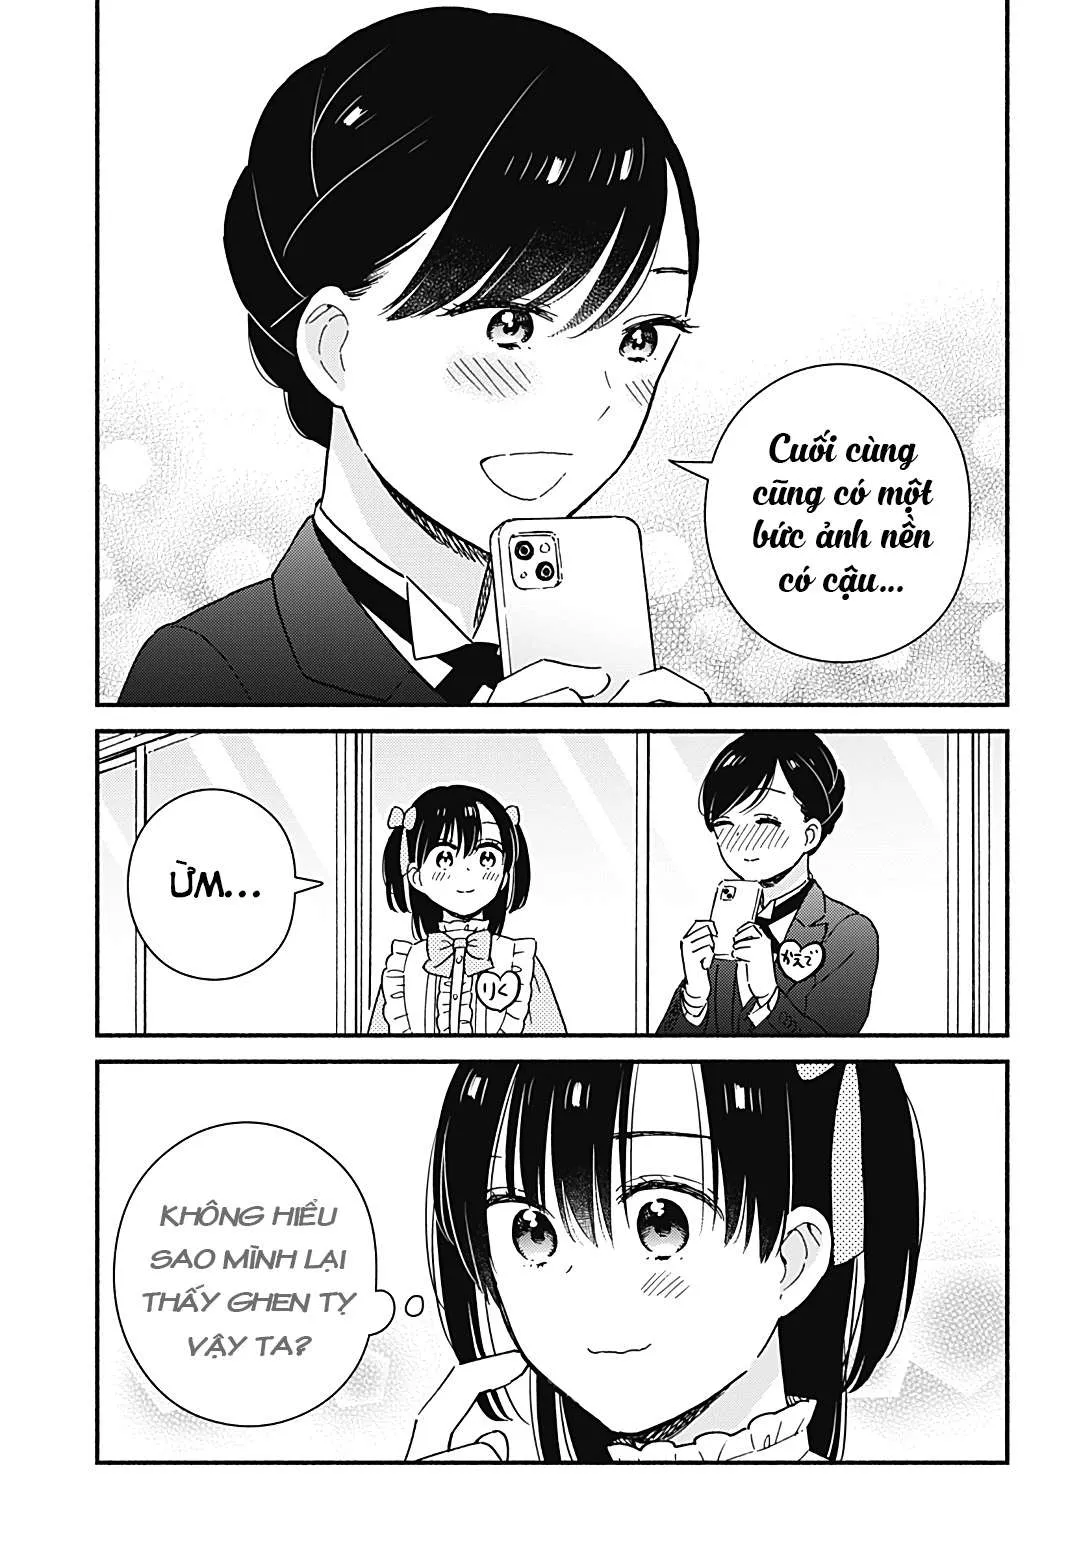 Cuối cùng
cũng có một
bức ảnh nền
có cậu...
ỪM...
りく
かえで
KHÔNG HIỂU
SAO MÌNH LẠI
THẤY GHEN TỴ
VẬY TA?